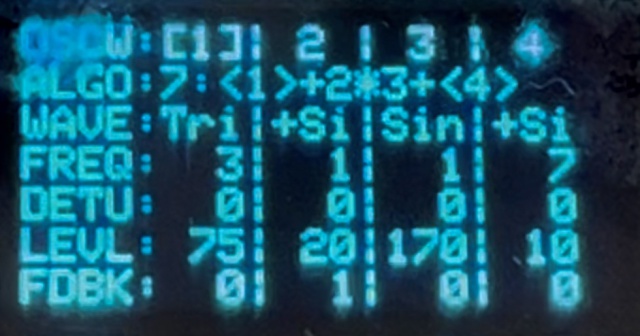 OSCW:[1]¦ 2 ¦ 3 ¦ 4
ALGO:7:<1>+2*3+<4>
WAVE:Tri¦+Si¦Sin¦+Si
FREQ: 3¦ 1¦ 1¦ 7
DETU: 0¦ 0¦ 0¦ 0
LEVL: 75¦ 20¦170¦ 10
FDBK: 0¦ 1¦ 0¦ 0